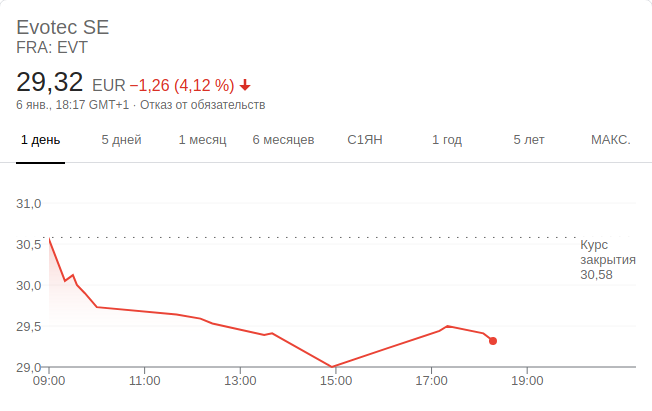 Evotec SE
FRA: EVT
29,32 EUR −1,26 (4,12 %)
6 янв., 18:17 GMT+1 · Отказ от обязательств
1 день 5 дней 1 месяц 6 месяцев С1ЯН 1 год 5 лет МАКС.
31,0
30,5
Курс
закрытия
30,58
30,0
29,5
29,0
09:00 11:00 13:00 15:00 17:00 19:00